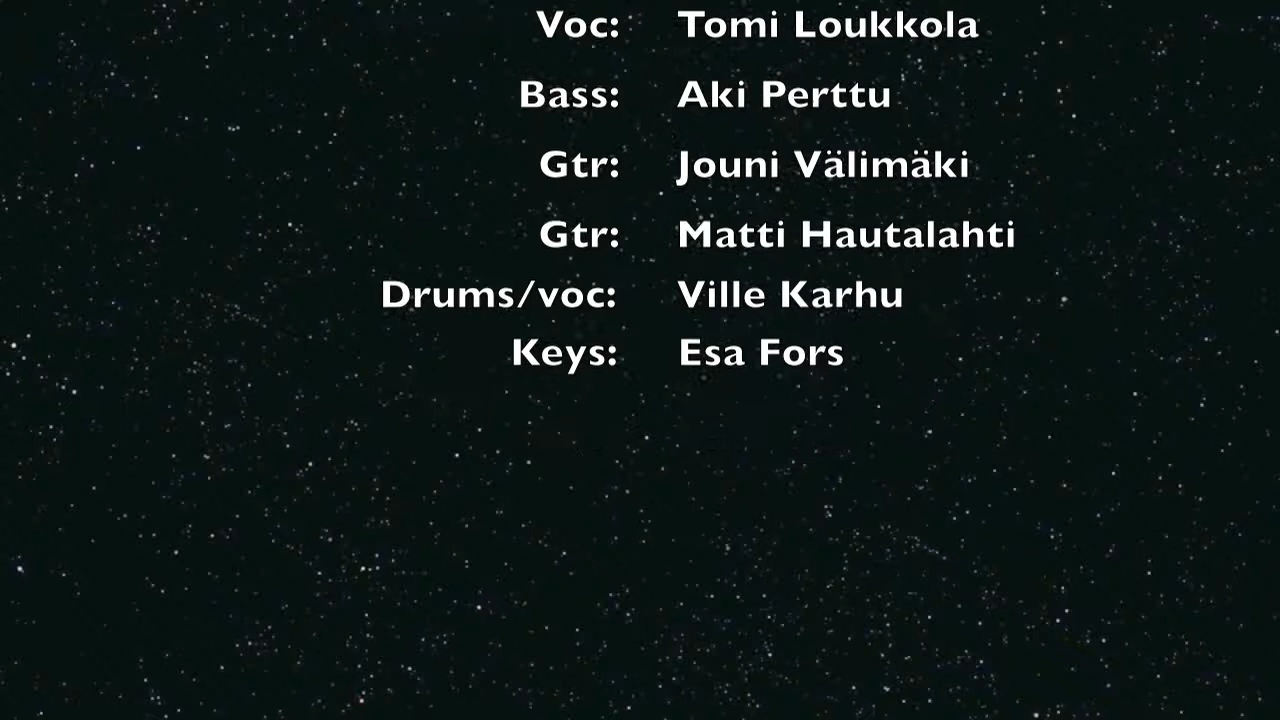 Voc: Tomi Loukkola
Bass: Aki Perttu
Gtr: Jouni Välimäki
Gtr: Matti Hautalahti
Drums/voc: Ville Karhu
Keys: Esa Fors